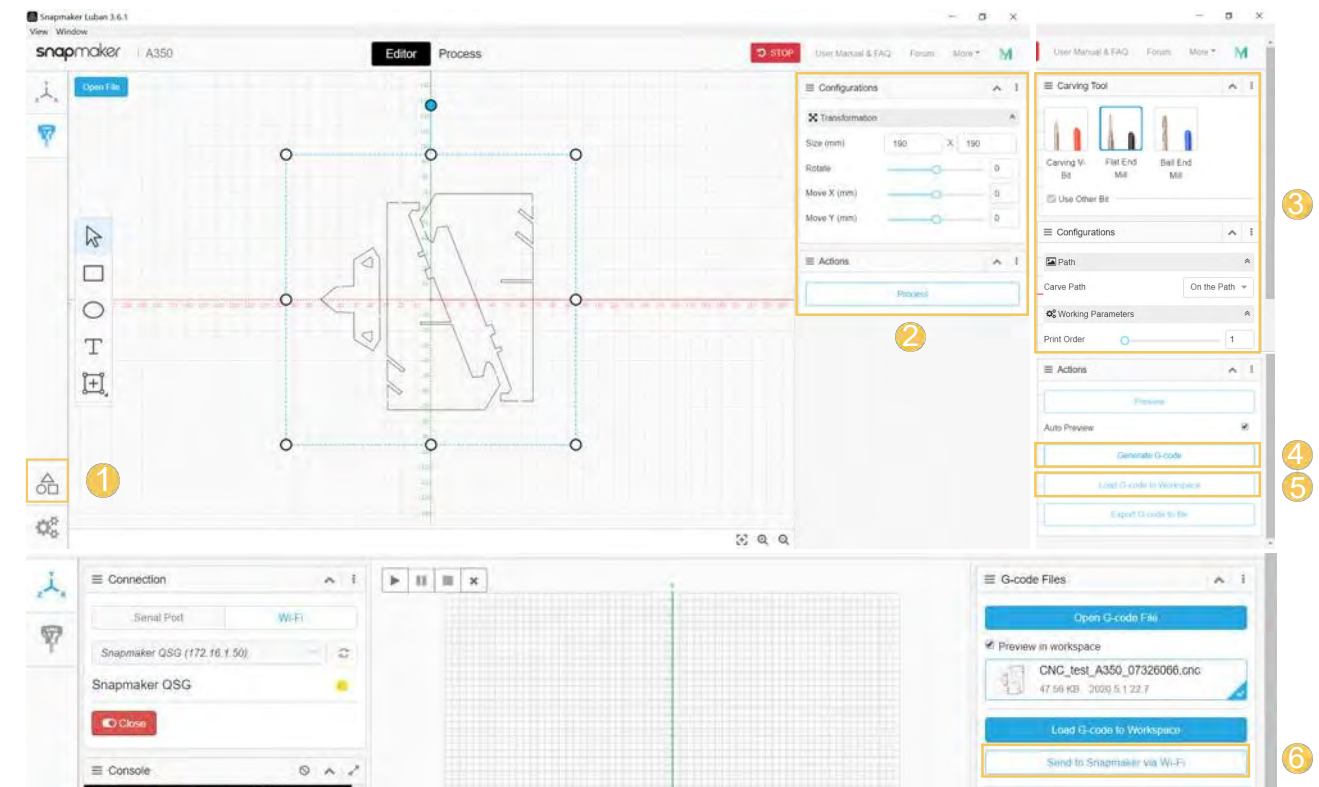 Snapmaker Luban 3.6.1
View Window
snapmaker A350
Editor Process
STOP User Manual & FAQ Forum More
User Manual & FAQ Forum More
Open File
Configurations
Transformation
Size (mm) 190 X 190
Rotate 0
Move X (mm) 0
Move Y (mm) 0
Actions
Process
2
1
Carving Tool
Carving V-Bit
Flat End Mill
Ball End Mill
Use Other Bit
3
Configurations
Path
Carve Path On the Path
Working Parameters
Print Order 1
Actions
Preview
Auto Preview
Generate G-code
4
Load G-code to Workspace
5
Export G-code to file
Connection
Serial Port Wi-Fi
Snapmaker QSG (172.16.1.50)
Snapmaker QSG
Close
Console
G-code Files
Open G-code File
Preview in workspace
CNC_test_A350_07326066.cnc
47.56 KB 2020.5.1 22:7
Load G-code to Workspace
Send to Snapmaker via Wi-Fi
6